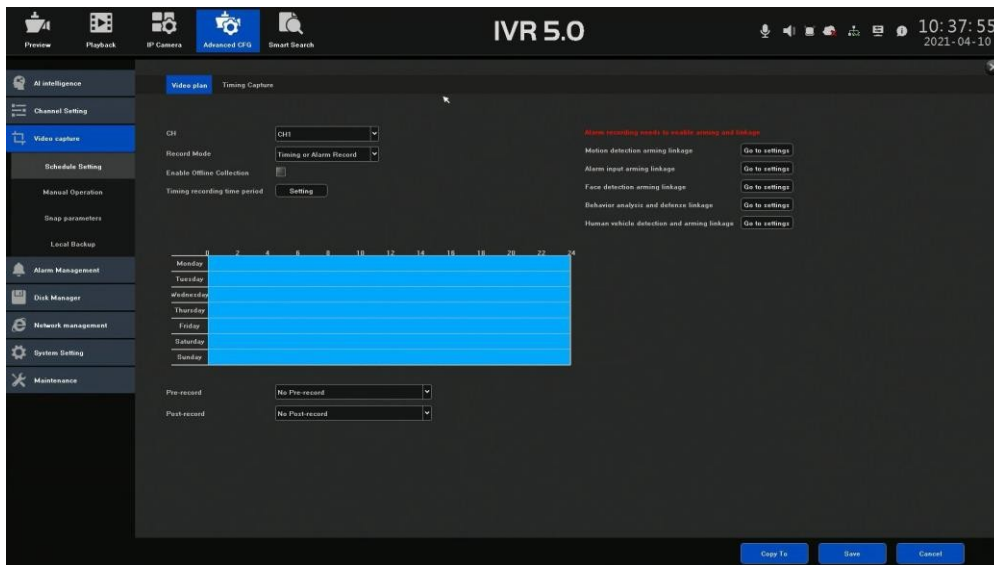 IVR 5.0
10:37:55
2021-04-10
Preview
Playback
IP Camera
Advanced CFG
Smart Search
AI intelligence
Channel Setting
Video capture
Schedule Setting
Manual Operation
Snap parameters
Local Backup
Alarm Management
Disk Manager
Network management
System Setting
Maintenance
Video plan
Timing Capture
CH
CH1
Record Mode
Timing or Alarm Record
Enable Offline Collection
Timing recording time period
Setting
Alarm recording needs to enable arming and linkage
Motion detection arming linkage
Go to settings
Alarm input arming linkage
Go to settings
Face detection arming linkage
Go to settings
Behavior analysis and defense linkage
Go to settings
Human vehicle detection and arming linkage
Go to settings
0 2 4 6 8 10 12 14 16 18 20 22 24
Monday
Tuesday
Wednesday
Thursday
Friday
Saturday
Sunday
Pre-record
No Pre-record
Post-record
No Post-record
Copy To
Save
Cancel